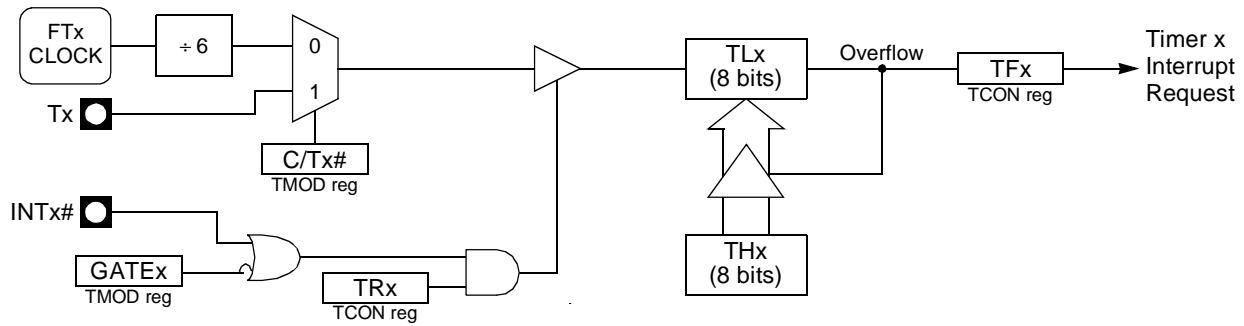 FTx
CLOCK
÷ 6
0
1
Tx
C/Tx#
TMOD reg
INTx#
GATEx
TMOD reg
TRx
TCON reg
TLx
(8 bits)
THx
(8 bits)
Overflow
TFx
TCON reg
Timer x
Interrupt
Request